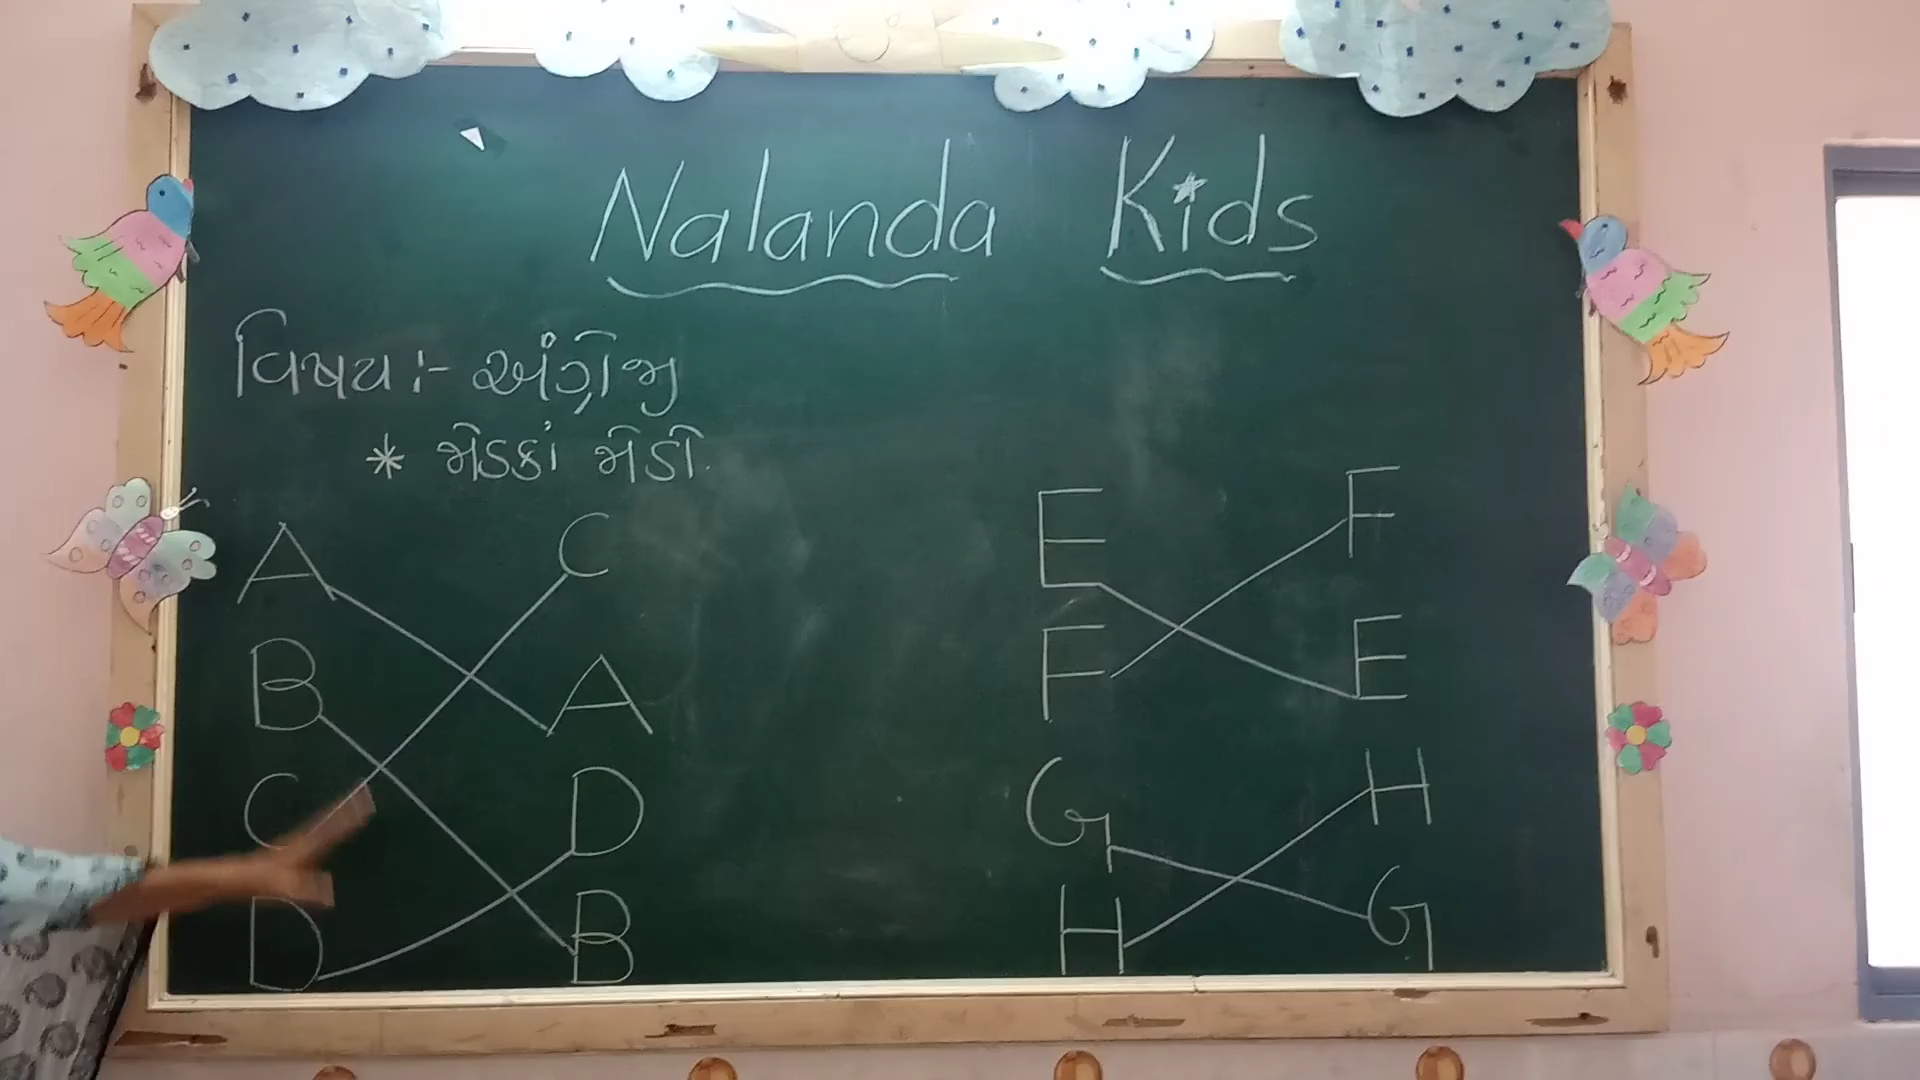 Nalanda Kids
વિષય :- અંગ્રેજી
* જોડકાં જોડો.
A C
B A
C D
D B
E F
F E
G H
H G